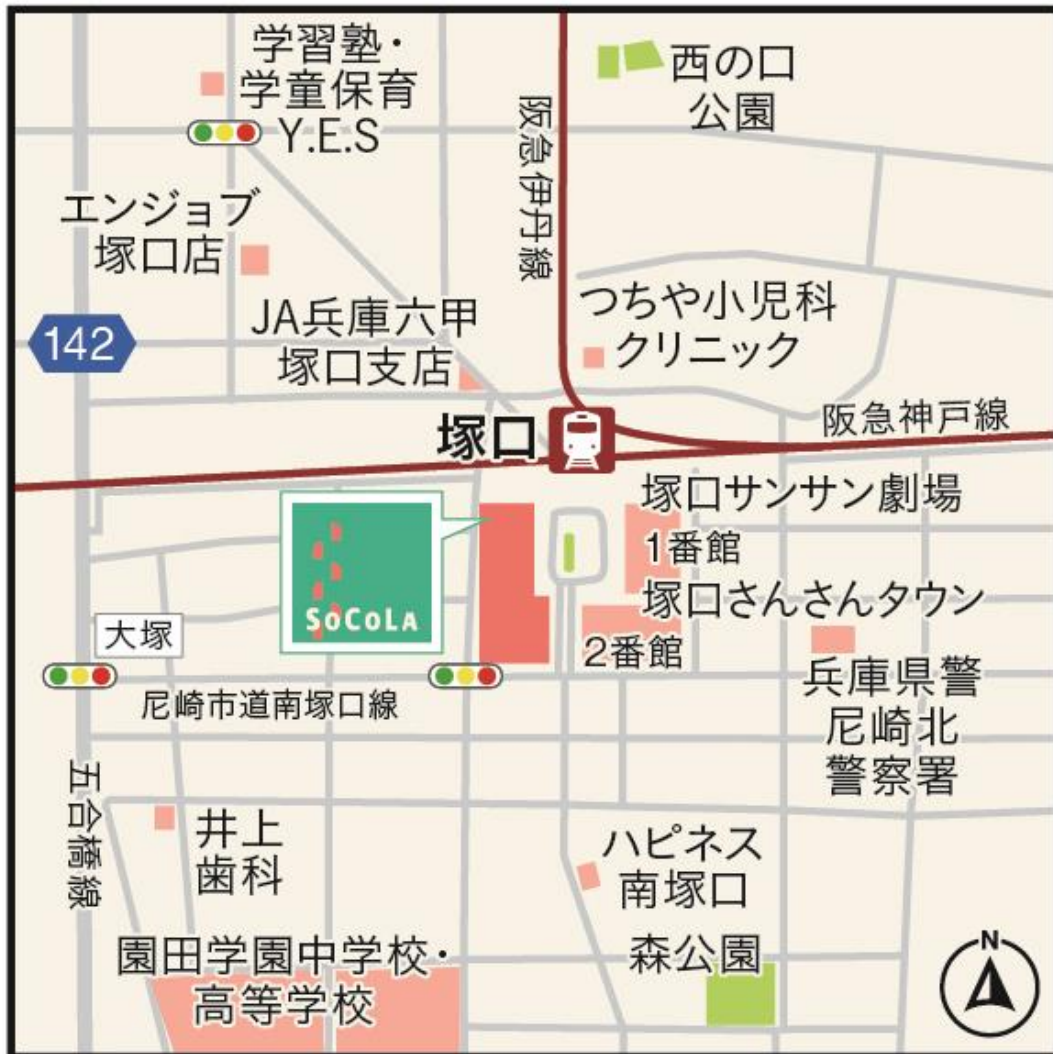 学習塾・
学童保育
Y.E.S
西の口
公園
阪急伊丹線
エンジョブ
塚口店
つちや小児科
クリニック
142
JA兵庫六甲
塚口支店
塚口
阪急神戸線
塚口サンサン劇場
1番館
塚口さんさんタウン
2番館
SOCOLA
大塚
尼崎市道南塚口線
兵庫県警
尼崎北
警察署
五合橋線
井上
歯科
ハピネス
南塚口
園田学園中学校・
高等学校
森公園
N